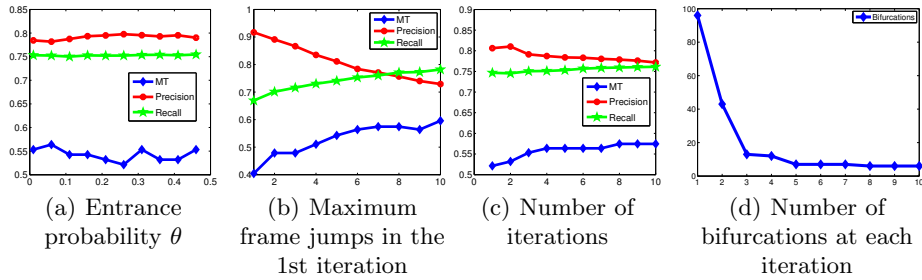 0.85
0.8
0.75
0.7
0.65
0.6
0.55
0.5
0 0.1 0.2 0.3 0.4 0.5
MT
Precision
Recall
(a) Entrance
probability θ
1
0.9
0.8
0.7
0.6
0.5
0.4
2 4 6 8 10
MT
Precision
Recall
(b) Maximum
frame jumps in the
1st iteration
0.9
0.85
0.8
0.75
0.7
0.65
0.6
0.55
0.5
0 2 4 6 8 10
MT
Precision
Recall
(c) Number of
iterations
100
80
60
40
20
0
1 2 3 4 5 6 7 8 9 10
Bifurcations
(d) Number of
bifurcations at each
iteration